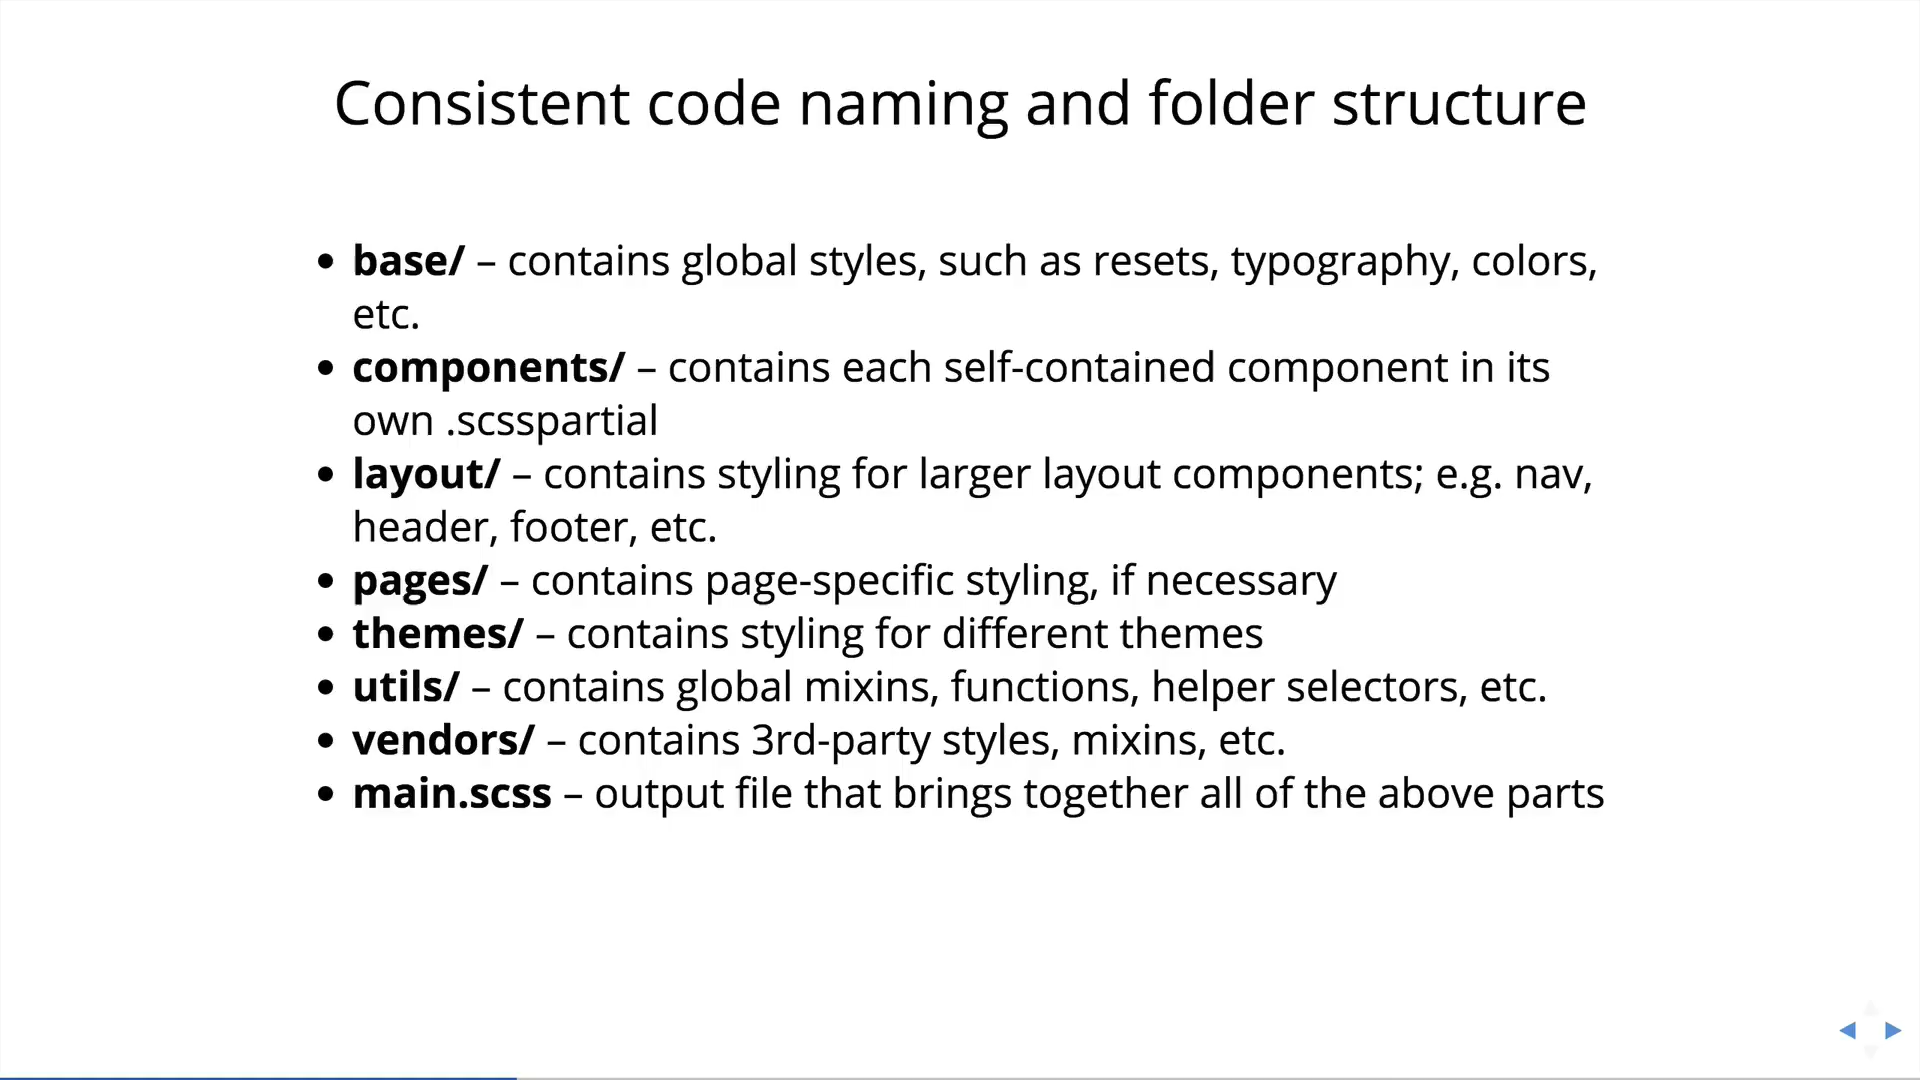 Consistent code naming and folder structure
• base/ – contains global styles, such as resets, typography, colors,
etc.
• components/ – contains each self-contained component in its
own .scsspartial
• layout/ – contains styling for larger layout components; e.g. nav,
header, footer, etc.
• pages/ – contains page-specific styling, if necessary
• themes/ – contains styling for different themes
• utils/ – contains global mixins, functions, helper selectors, etc.
• vendors/ – contains 3rd-party styles, mixins, etc.
• main.scss – output file that brings together all of the above parts